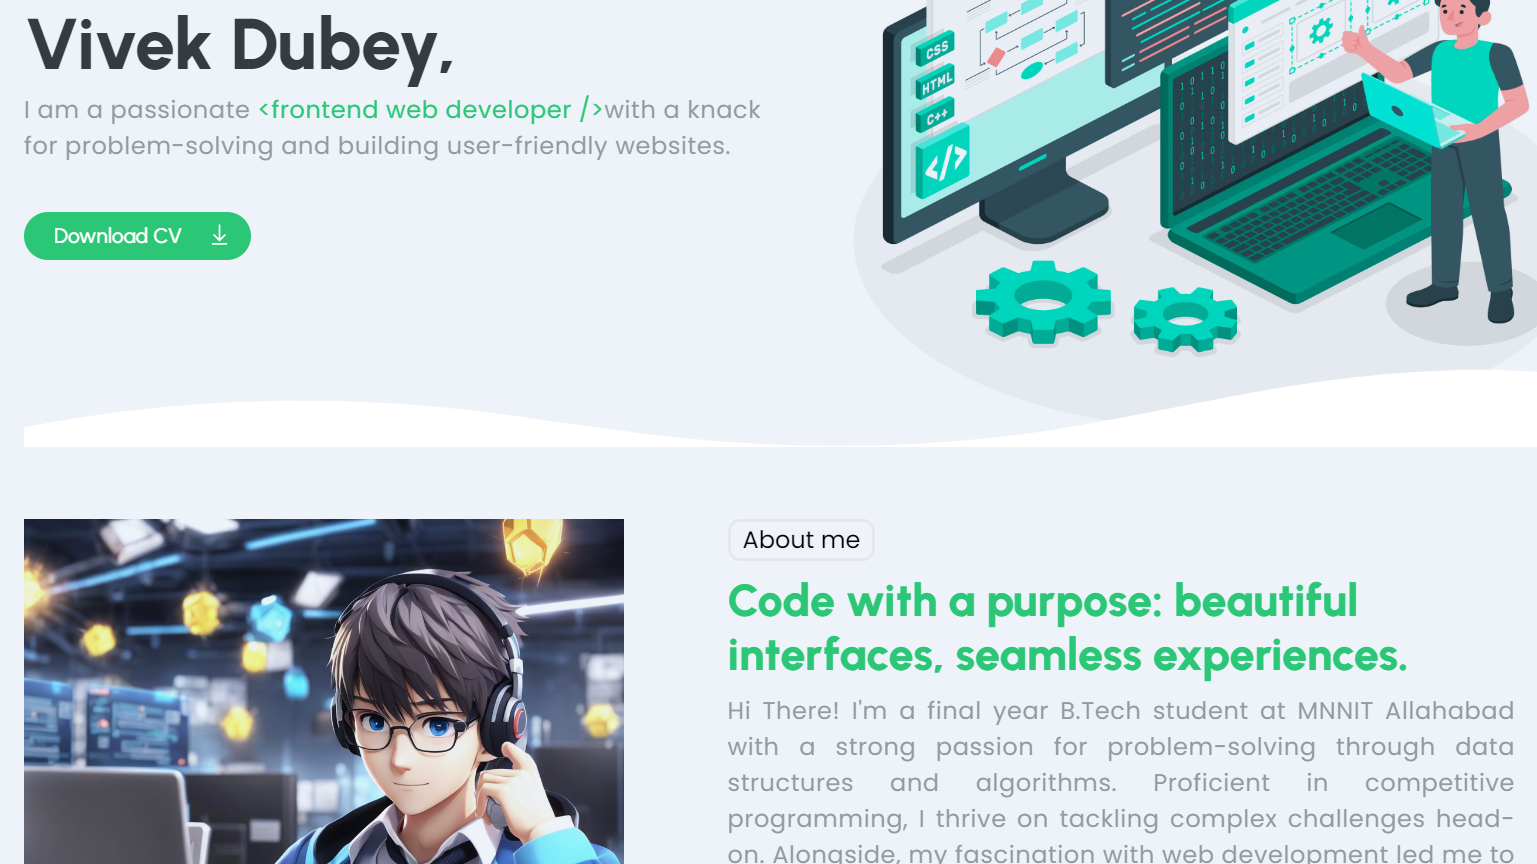 Vivek Dubey,
I am a passionate <frontend web developer />with a knack
for problem-solving and building user-friendly websites.
Download CV
CSS
HTML
C++
</>
About me
Code with a purpose: beautiful
interfaces, seamless experiences.
Hi There! I'm a final year B.Tech student at MNNIT Allahabad
with a strong passion for problem-solving through data
structures and algorithms. Proficient in competitive
programming, I thrive on tackling complex challenges head-
on. Alongside, my fascination with web development led me to